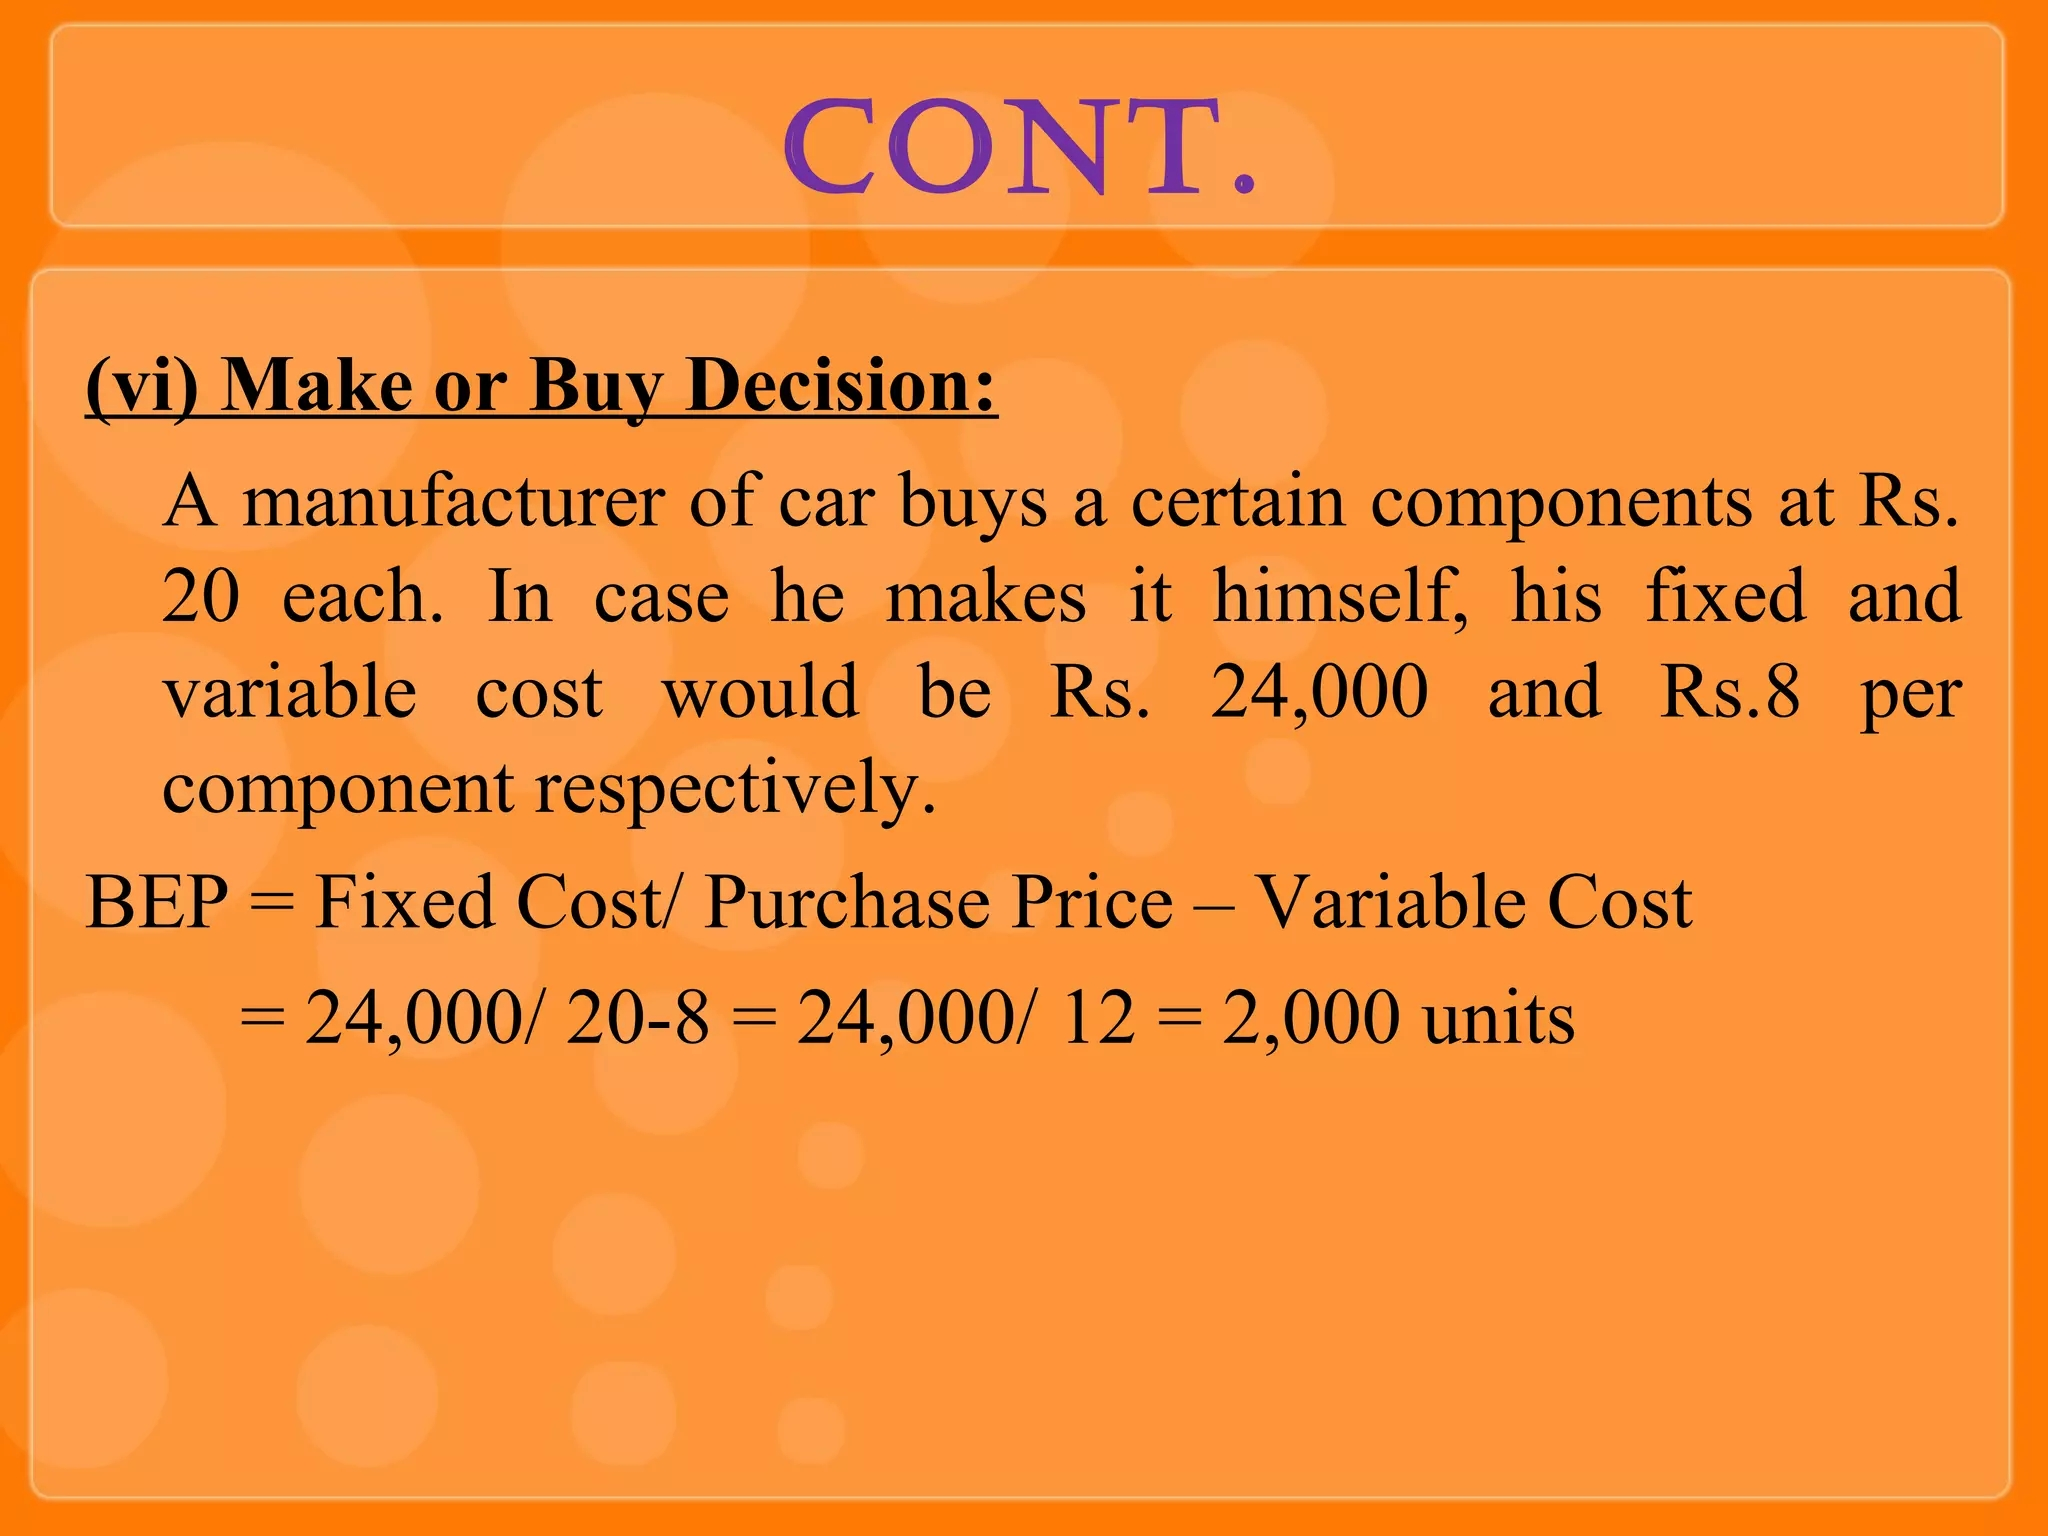 CONT.
(vi) Make or Buy Decision:
A manufacturer of car buys a certain components at Rs.
20 each. In case he makes it himself, his fixed and
variable cost would be Rs. 24,000 and Rs.8 per
component respectively.
BEP = Fixed Cost/ Purchase Price – Variable Cost
= 24,000/ 20-8 = 24,000/ 12 = 2,000 units